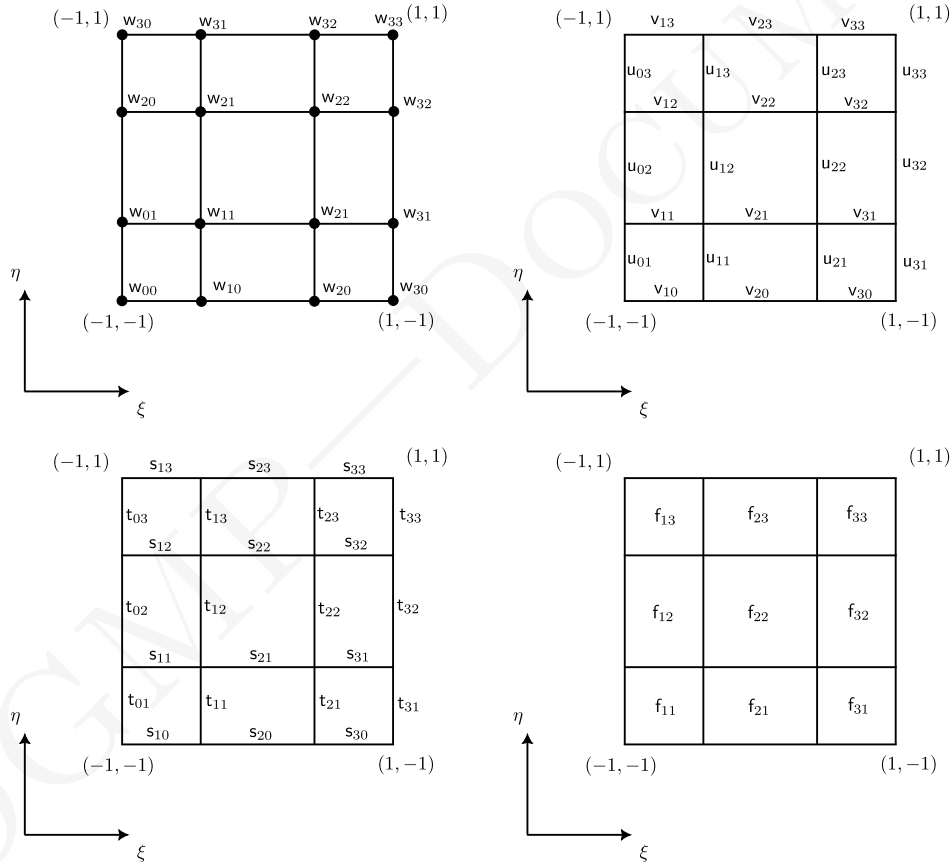 (−1, 1) w₃₀ w₃₁ w₃₂ w₃₃ (1, 1)
w₂₀ w₂₁ w₂₂ w₃₂
w₀₁ w₁₁ w₂₁ w₃₁
w₀₀ w₁₀ w₂₀ w₃₀
(−1, −1) (1, −1)
η
ξ
(−1, 1) v₁₃ v₂₃ v₃₃ (1, 1)
u₀₃ u₁₃ u₂₃ u₃₃
v₁₂ v₂₂ v₃₂
u₀₂ u₁₂ u₂₂ u₃₂
v₁₁ v₂₁ v₃₁
u₀₁ u₁₁ u₂₁ u₃₁
v₁₀ v₂₀ v₃₀
(−1, −1) (1, −1)
η
ξ
(−1, 1) s₁₃ s₂₃ s₃₃ (1, 1)
t₀₃ t₁₃ t₂₃ t₃₃
s₁₂ s₂₂ s₃₂
t₀₂ t₁₂ t₂₂ t₃₂
s₁₁ s₂₁ s₃₁
t₀₁ t₁₁ t₂₁ t₃₁
s₁₀ s₂₀ s₃₀
(−1, −1) (1, −1)
η
ξ
(−1, 1) (1, 1)
f₁₃ f₂₃ f₃₃
f₁₂ f₂₂ f₃₂
f₁₁ f₂₁ f₃₁
(−1, −1) (1, −1)
η
ξ
GMP—DOCUM